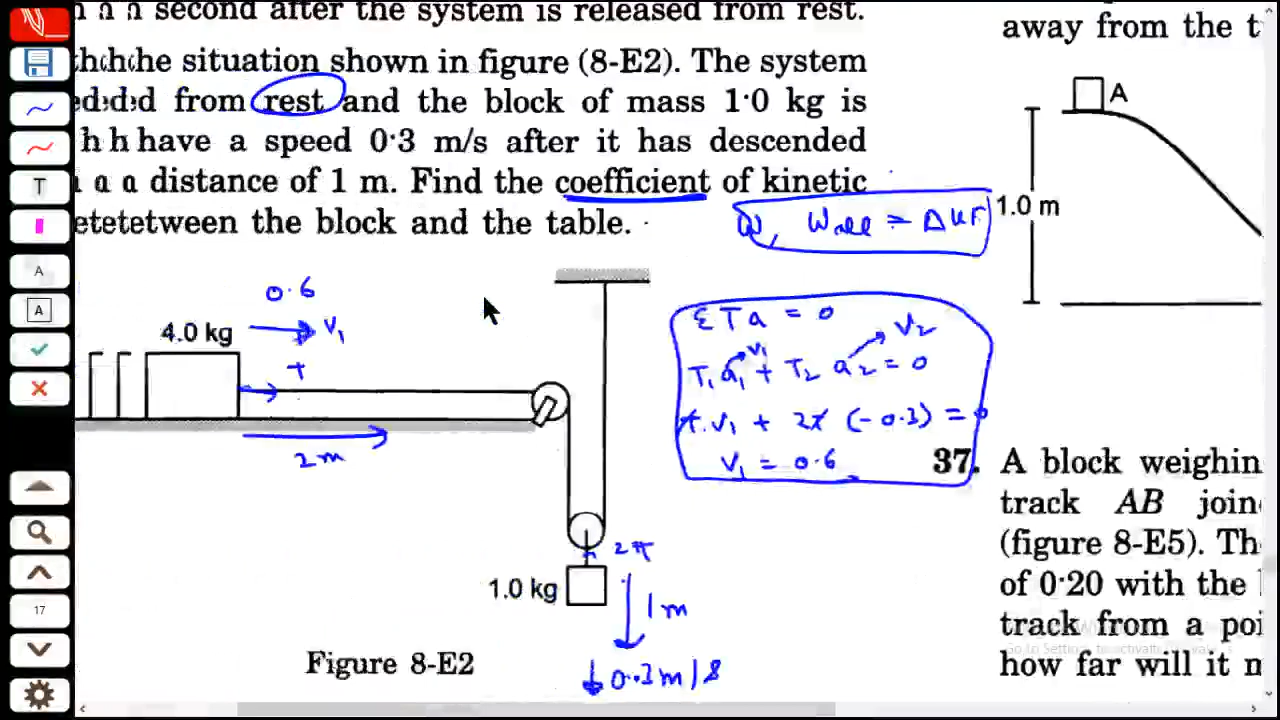 second after the system is released from rest.
he situation shown in figure (8-E2). The system
from rest and the block of mass 1·0 kg is
have a speed 0·3 m/s after it has descended
a distance of 1 m. Find the coefficient of kinetic
etetetween the block and the table.
W, Wall = ΔKE
0.6
4.0 kg
V1
T
2m
ΣTa = 0
V2
V1
T1 a1 + T2 a2 = 0
T.V1 + 2T (-0.3) = 0
V1 = 0.6
2T
1.0 kg
1m
0.3 m/s
Figure 8-E2
away from the t
A
1.0 m
37. A block weighin
track AB join
(figure 8-E5). Th
of 0·20 with the
track from a poi
how far will it m
T
A
A
17